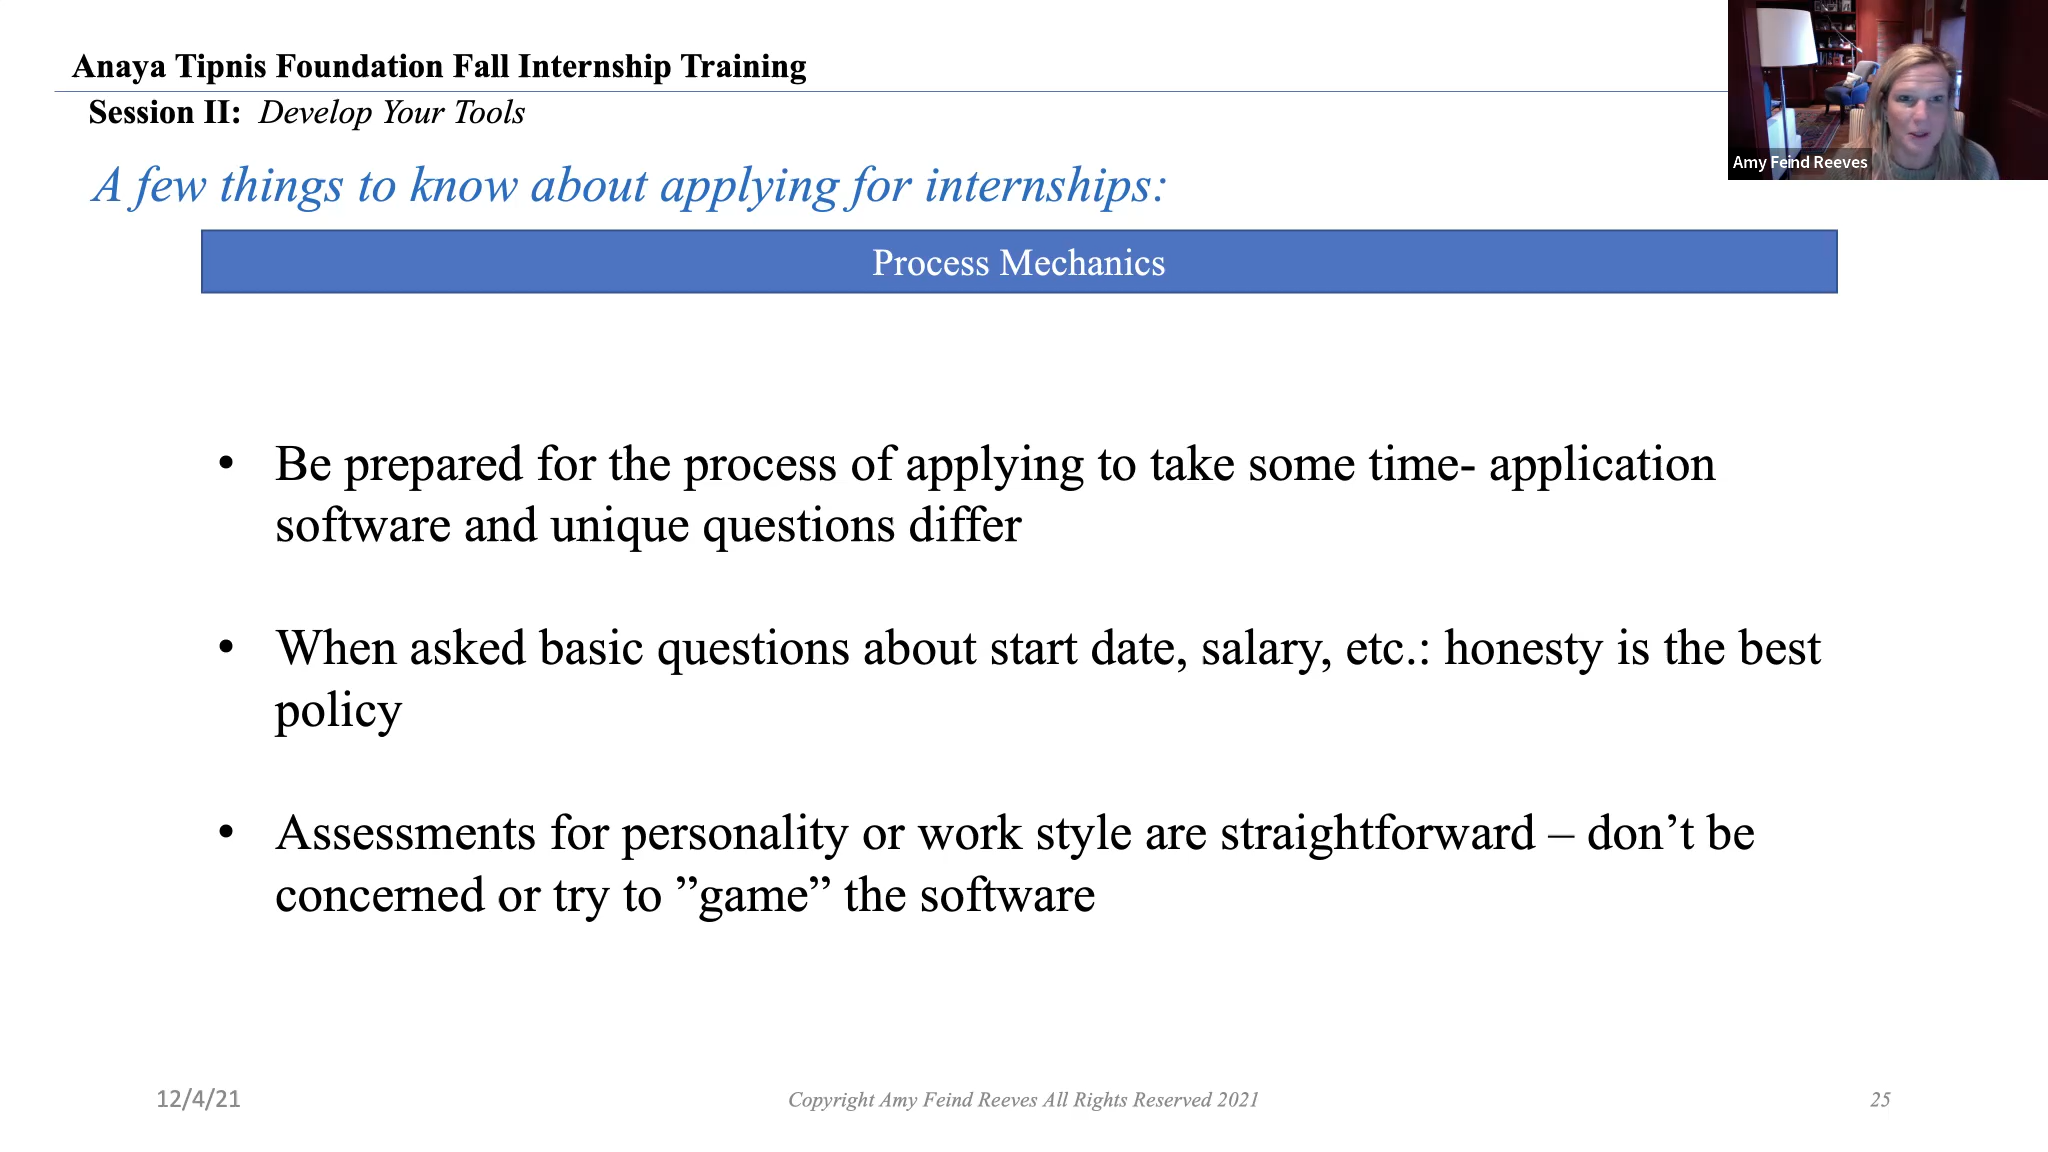 Anaya Tipnis Foundation Fall Internship Training
Session II: Develop Your Tools
Amy Feind Reeves
A few things to know about applying for internships:
Process Mechanics
• Be prepared for the process of applying to take some time- application
software and unique questions differ
• When asked basic questions about start date, salary, etc.: honesty is the best
policy
• Assessments for personality or work style are straightforward – don’t be
concerned or try to ”game” the software
12/4/21
Copyright Amy Feind Reeves All Rights Reserved 2021
25